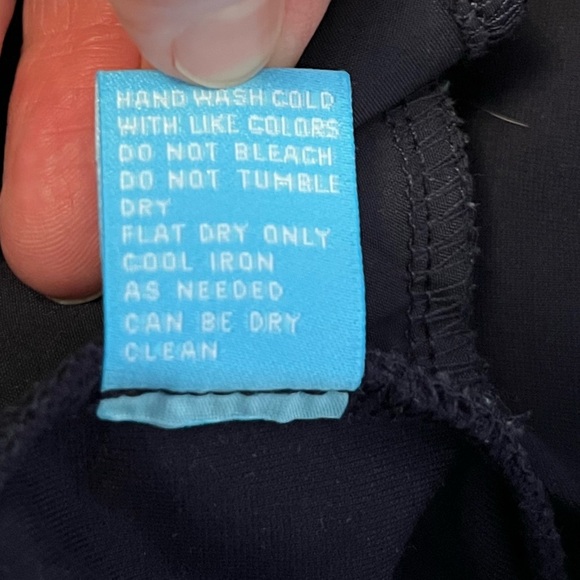 HAND WASH COLD
WITH LIKE COLORS
DO NOT BLEACH
DO NOT TUMBLE
DRY
FLAT DRY ONLY
COOL IRON
AS NEEDED
CAN BE DRY
CLEAN